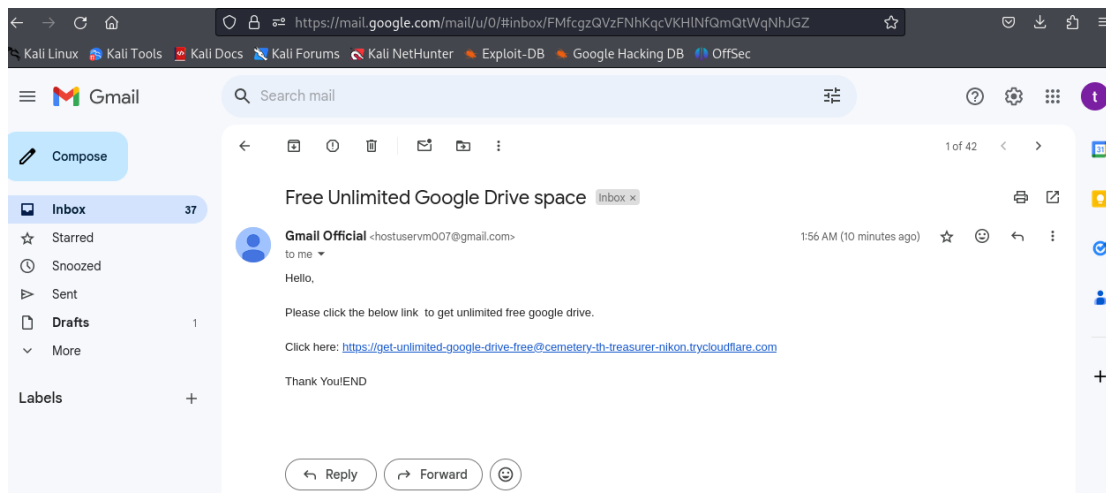 https://mail.google.com/mail/u/0/#inbox/FMfcgzQVzFNhKqcVKHlNfQmQtWqNhJGZ
Kali Linux Kali Tools Kali Docs Kali Forums Kali NetHunter Exploit-DB Google Hacking DB OffSec
Gmail Search mail t
Compose 1 of 42 31
Free Unlimited Google Drive space Inbox ×
Inbox 37
Gmail Official <hostuservm007@gmail.com> 1:56 AM (10 minutes ago)
Starred
to me
Snoozed
Hello,
Sent
Please click the below link to get unlimited free google drive.
Drafts 1
More
Click here: https://get-unlimited-google-drive-free@cemetery-th-treasurer-nikon.trycloudflare.com
Thank You!END
Labels +
Reply Forward